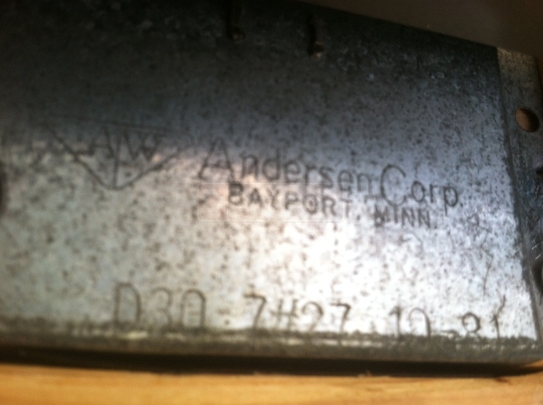 AW Andersen Corp.
BAYPORT, MINN.
D30 7#27 10-81